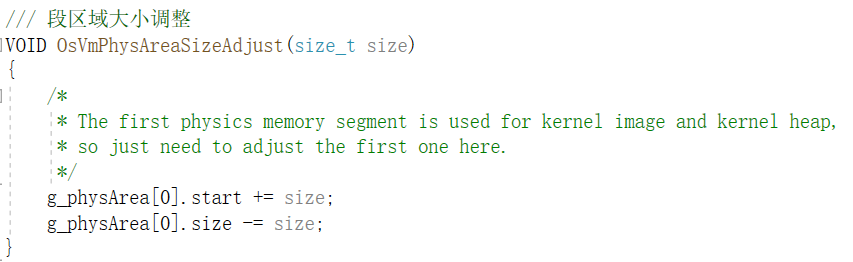 /// 段区域大小调整
VOID OsVmPhysAreaSizeAdjust(size_t size)
{
    /*
     * The first physics memory segment is used for kernel image and kernel heap,
     * so just need to adjust the first one here.
     */
    g_physArea[0].start += size;
    g_physArea[0].size -= size;
}